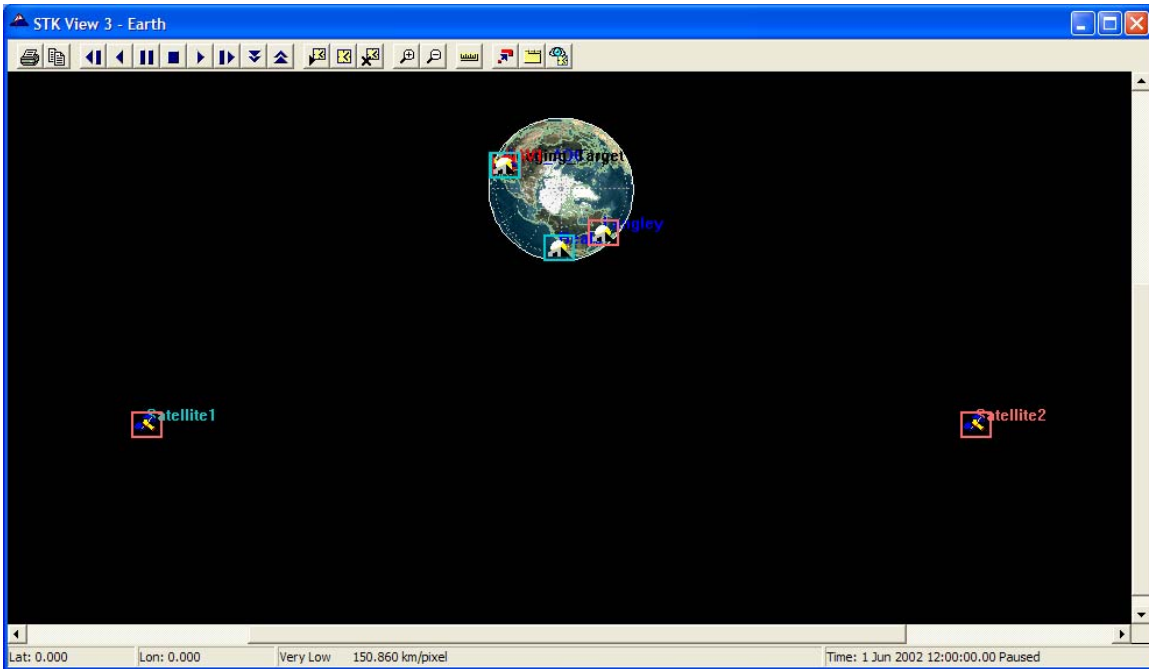 STK View 3 - Earth
Target
Satellite1
Satellite2
Lat: 0.000
Lon: 0.000
Very Low
150.860 km/pixel
Time: 1 Jun 2002 12:00:00.00 Paused